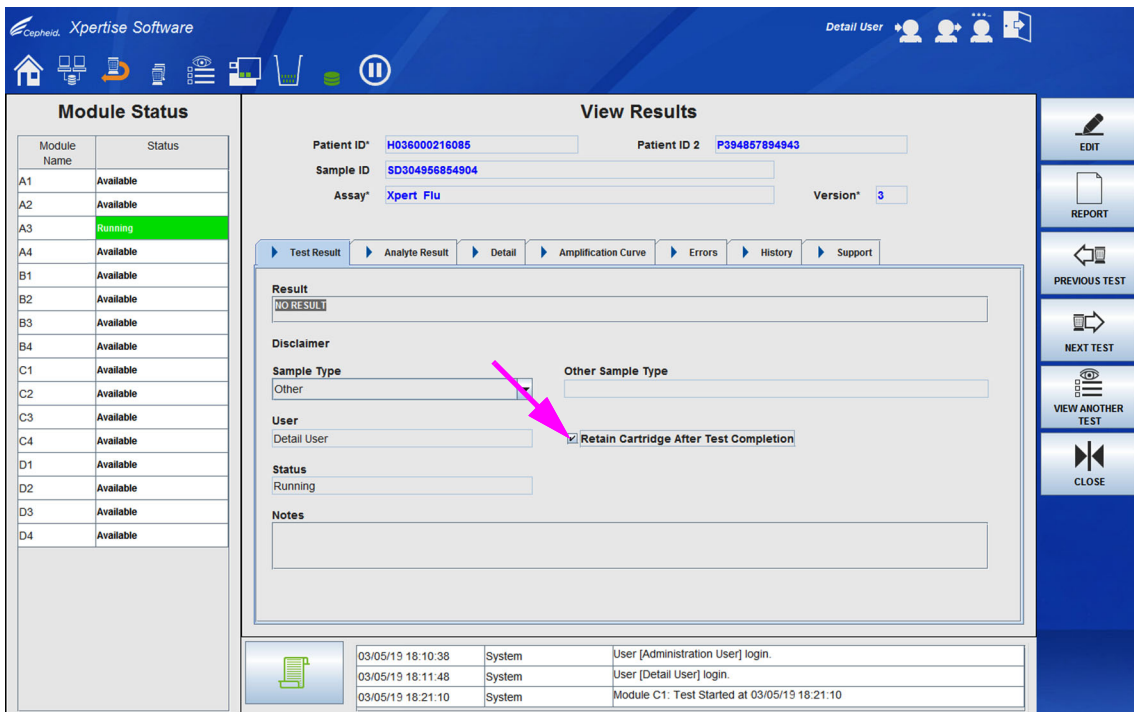 Cepheid. Xpertise Software
Detail User
Module Status
Module Name Status
A1 Available
A2 Available
A3 Running
A4 Available
B1 Available
B2 Available
B3 Available
B4 Available
C1 Available
C2 Available
C3 Available
C4 Available
D1 Available
D2 Available
D3 Available
D4 Available
View Results
Patient ID* H036000216085 Patient ID 2 P394857894943
Sample ID SD304956854904
Assay* Xpert Flu Version* 3
Test Result Analyte Result Detail Amplification Curve Errors History Support
Result
NO RESULT
Disclaimer
Sample Type Other Sample Type
Other
User
Detail User Retain Cartridge After Test Completion
Status
Running
Notes
03/05/19 18:10:38 System User [Administration User] login.
03/05/19 18:11:48 System User [Detail User] login.
03/05/19 18:21:10 System Module C1: Test Started at 03/05/19 18:21:10
EDIT
REPORT
PREVIOUS TEST
NEXT TEST
VIEW ANOTHER
TEST
CLOSE